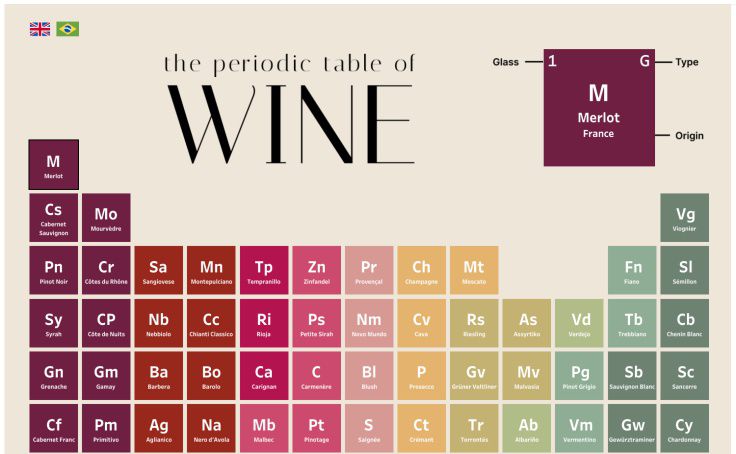 the periodic table of
WINE
Glass
1
G
Type
M
Merlot
France
Origin
M
Merlot
Cs
Cabernet
Sauvignon
Mo
Mourvèdre
Vg
Viognier
Pn
Pinot Noir
Cr
Côtes du Rhône
Sa
Sangiovese
Mn
Montepulciano
Tp
Tempranillo
Zn
Zinfandel
Pr
Provençal
Ch
Champagne
Mt
Moscato
Fn
Fiano
Sl
Sémillon
Sy
Syrah
CP
Côte de Nuits
Nb
Nebbiolo
Cc
Chianti Classico
Ri
Rioja
Ps
Petite Sirah
Nm
Novo Mundo
Cv
Cava
Rs
Riesling
As
Assyrtiko
Vd
Verdejo
Tb
Trebbiano
Cb
Chenin Blanc
Gn
Grenache
Gm
Gamay
Ba
Barbera
Bo
Barolo
Ca
Carignan
C
Carmenère
Bl
Blush
P
Prosecco
Gv
Grüner Veltliner
Mv
Malvasia
Pg
Pinot Grigio
Sb
Sauvignon Blanc
Sc
Sancerre
Cf
Cabernet Franc
Pm
Primitivo
Ag
Aglianico
Na
Nero d'Avola
Mb
Malbec
Pt
Pinotage
S
Saignée
Ct
Crémant
Tr
Torrontés
Ab
Albariño
Vm
Vermentino
Gw
Gewürztraminer
Cy
Chardonnay